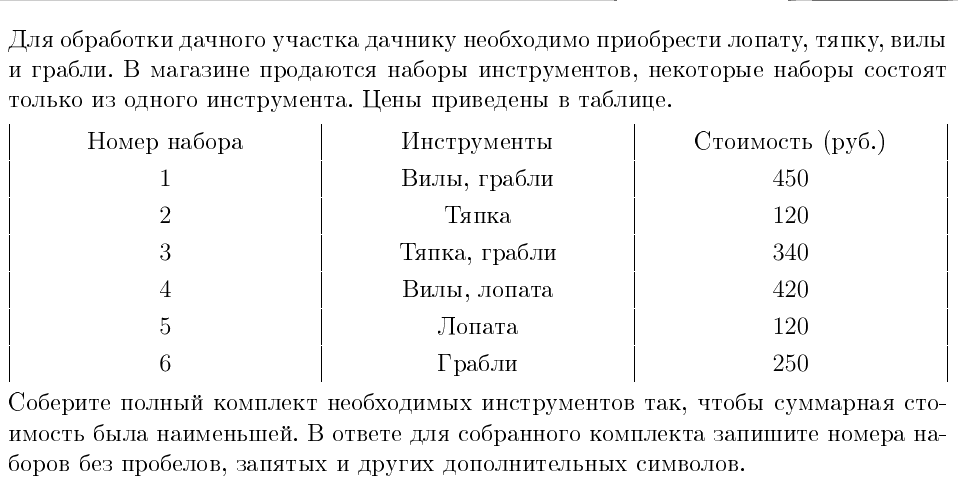 Для обработки дачного участка дачнику необходимо приобрести лопату, тяпку, вилы
и грабли. В магазине продаются наборы инструментов, некоторые наборы состоят
только из одного инструмента. Цены приведены в таблице.
Номер набора Инструменты Стоимость (руб.)
1 Вилы, грабли 450
2 Тяпка 120
3 Тяпка, грабли 340
4 Вилы, лопата 420
5 Лопата 120
6 Грабли 250
Соберите полный комплект необходимых инструментов так, чтобы суммарная сто-
имость была наименьшей. В ответе для собранного комплекта запишите номера на-
боров без пробелов, запятых и других дополнительных символов.